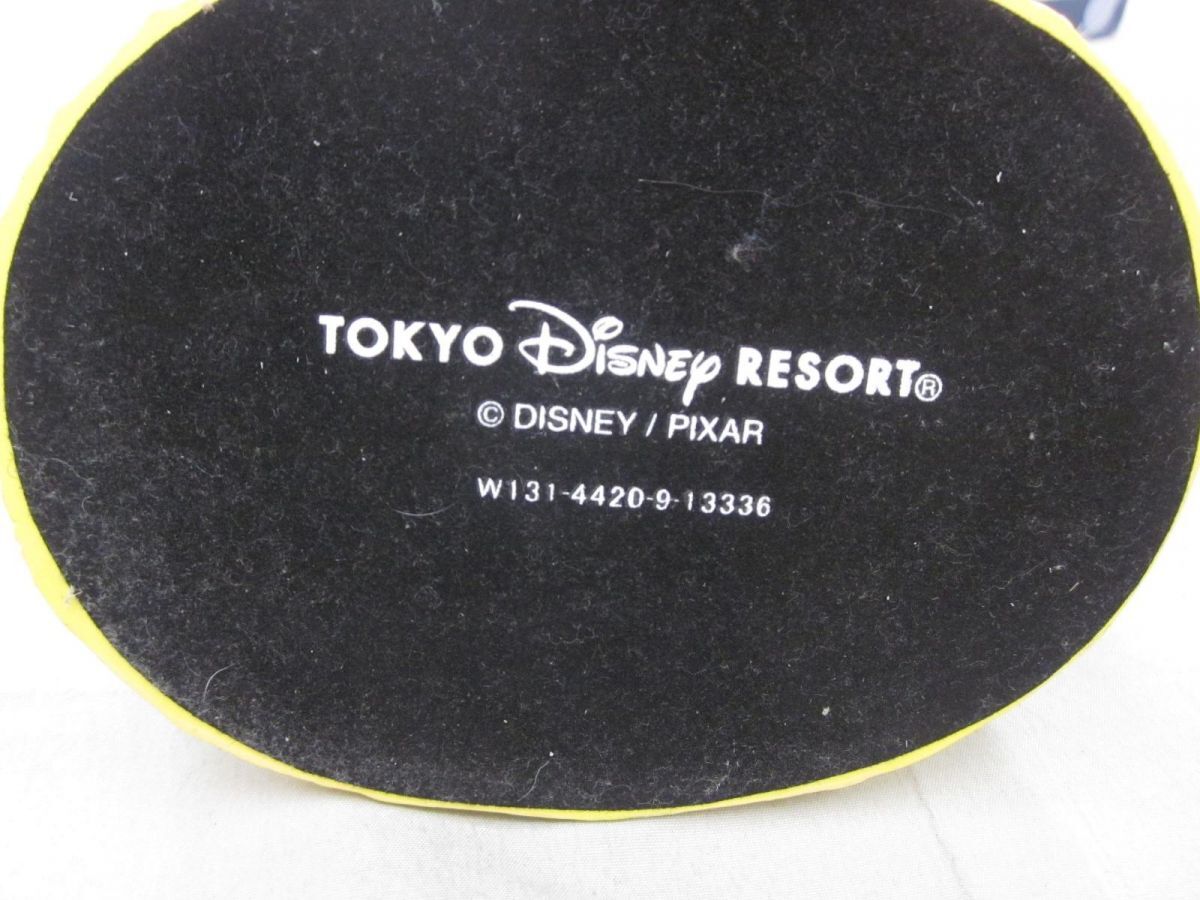 TOKYO Disney RESORT®
© DISNEY / PIXAR
W131-4420-9-13336